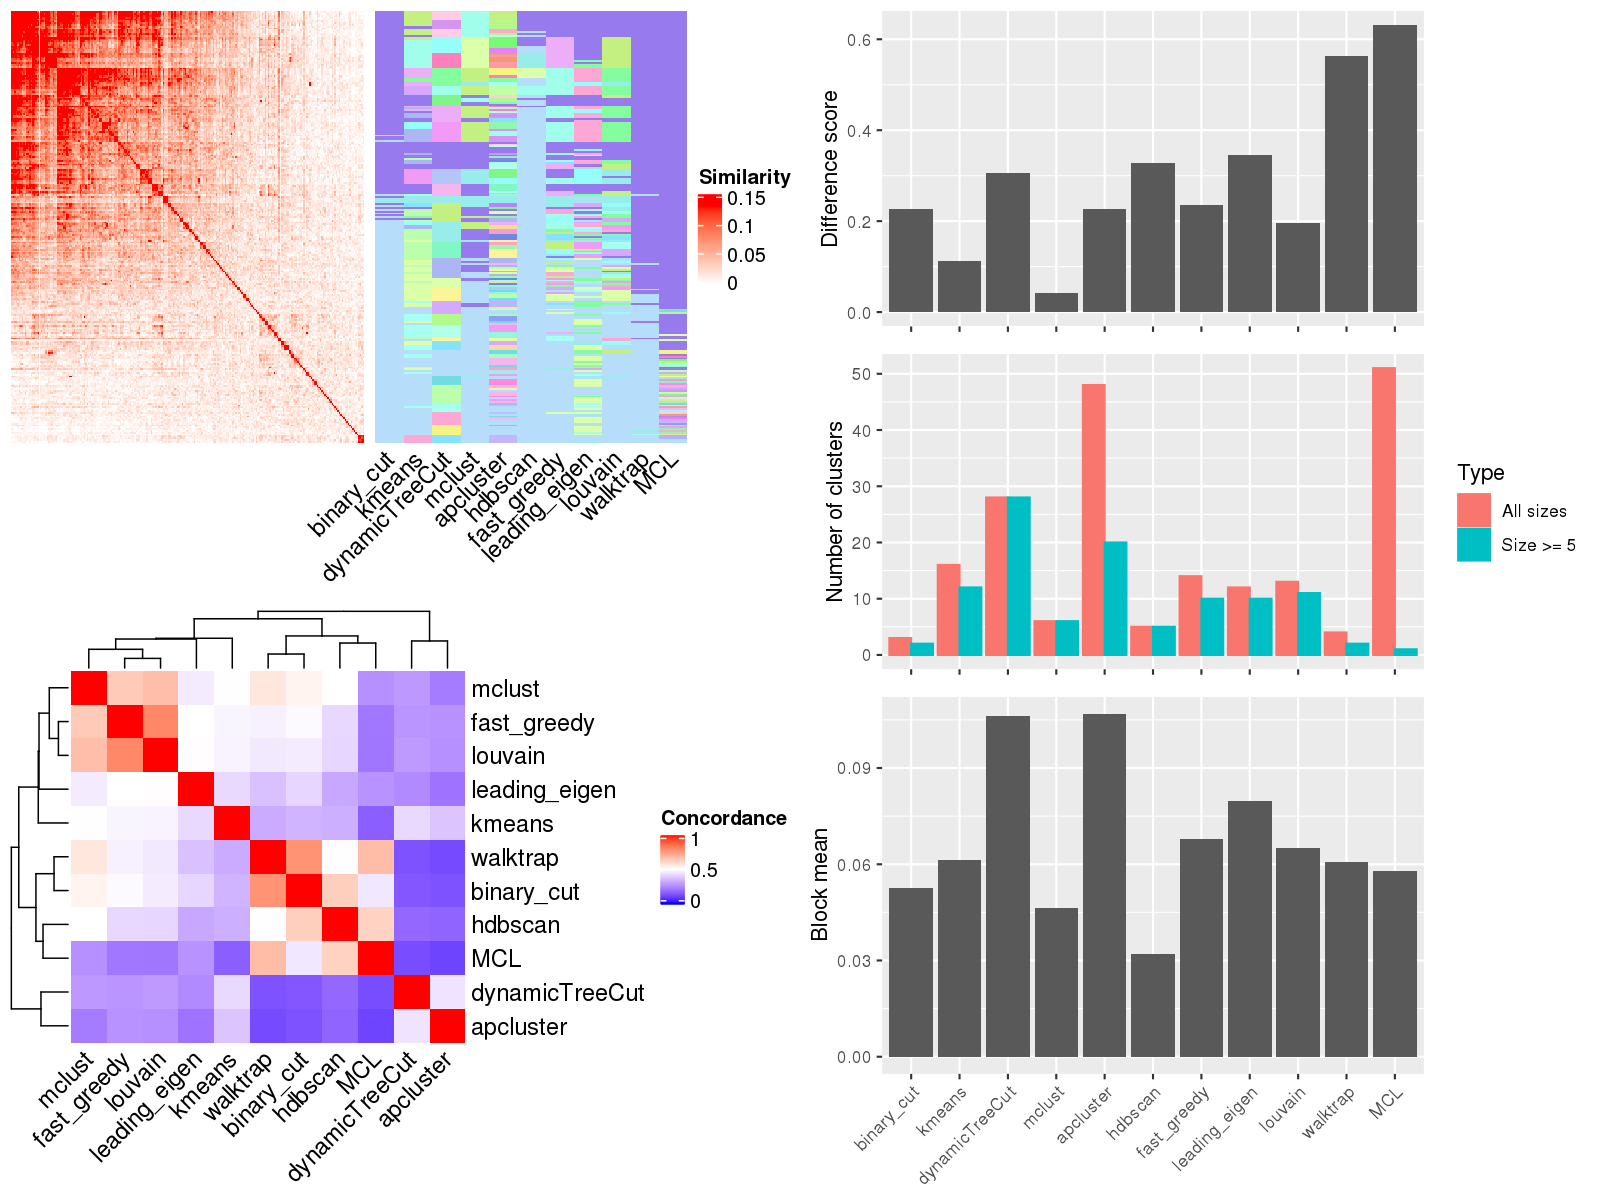 Similarity
0.15
0.1
0.05
0
binary_cut
kmeans
dynamicTreeCut
mclust
apcluster
hdbscan
fast_greedy
leading_eigen
louvain
walktrap
MCL
mclust
fast_greedy
louvain
leading_eigen
kmeans
walktrap
binary_cut
hdbscan
MCL
dynamicTreeCut
apcluster
Concordance
1
0.5
0
mclust
fast_greedy
louvain
leading_eigen
kmeans
walktrap
binary_cut
hdbscan
MCL
dynamicTreeCut
apcluster
Difference score
0.6
0.4
0.2
0.0
Number of clusters
50
40
30
20
10
0
Type
All sizes
Size >= 5
Block mean
0.09
0.06
0.03
0.00
binary_cut
kmeans
dynamicTreeCut
mclust
apcluster
hdbscan
fast_greedy
leading_eigen
louvain
walktrap
MCL